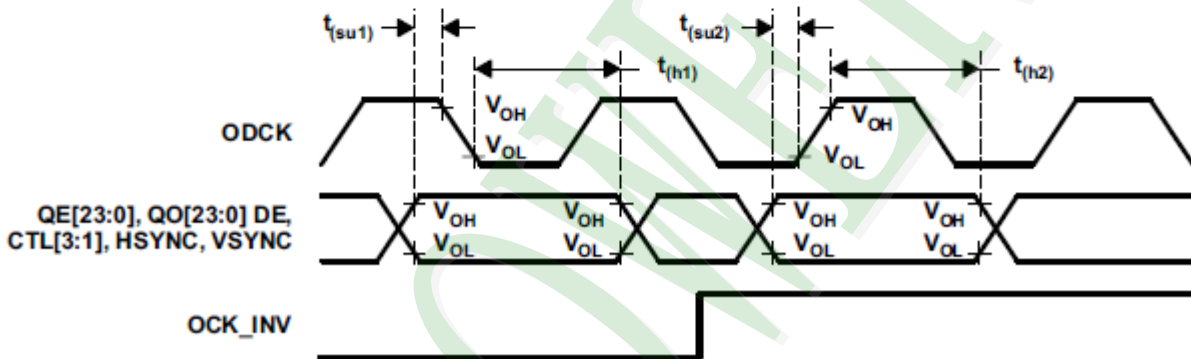 t(su1)
t(su2)
t(h1)
t(h2)
ODCK
VOH
VOL
VOH
VOL
QE[23:0], QO[23:0] DE,
CTL[3:1], HSYNC, VSYNC
VOH
VOH
VOH
VOH
VOL
VOL
VOL
VOL
OCK_INV